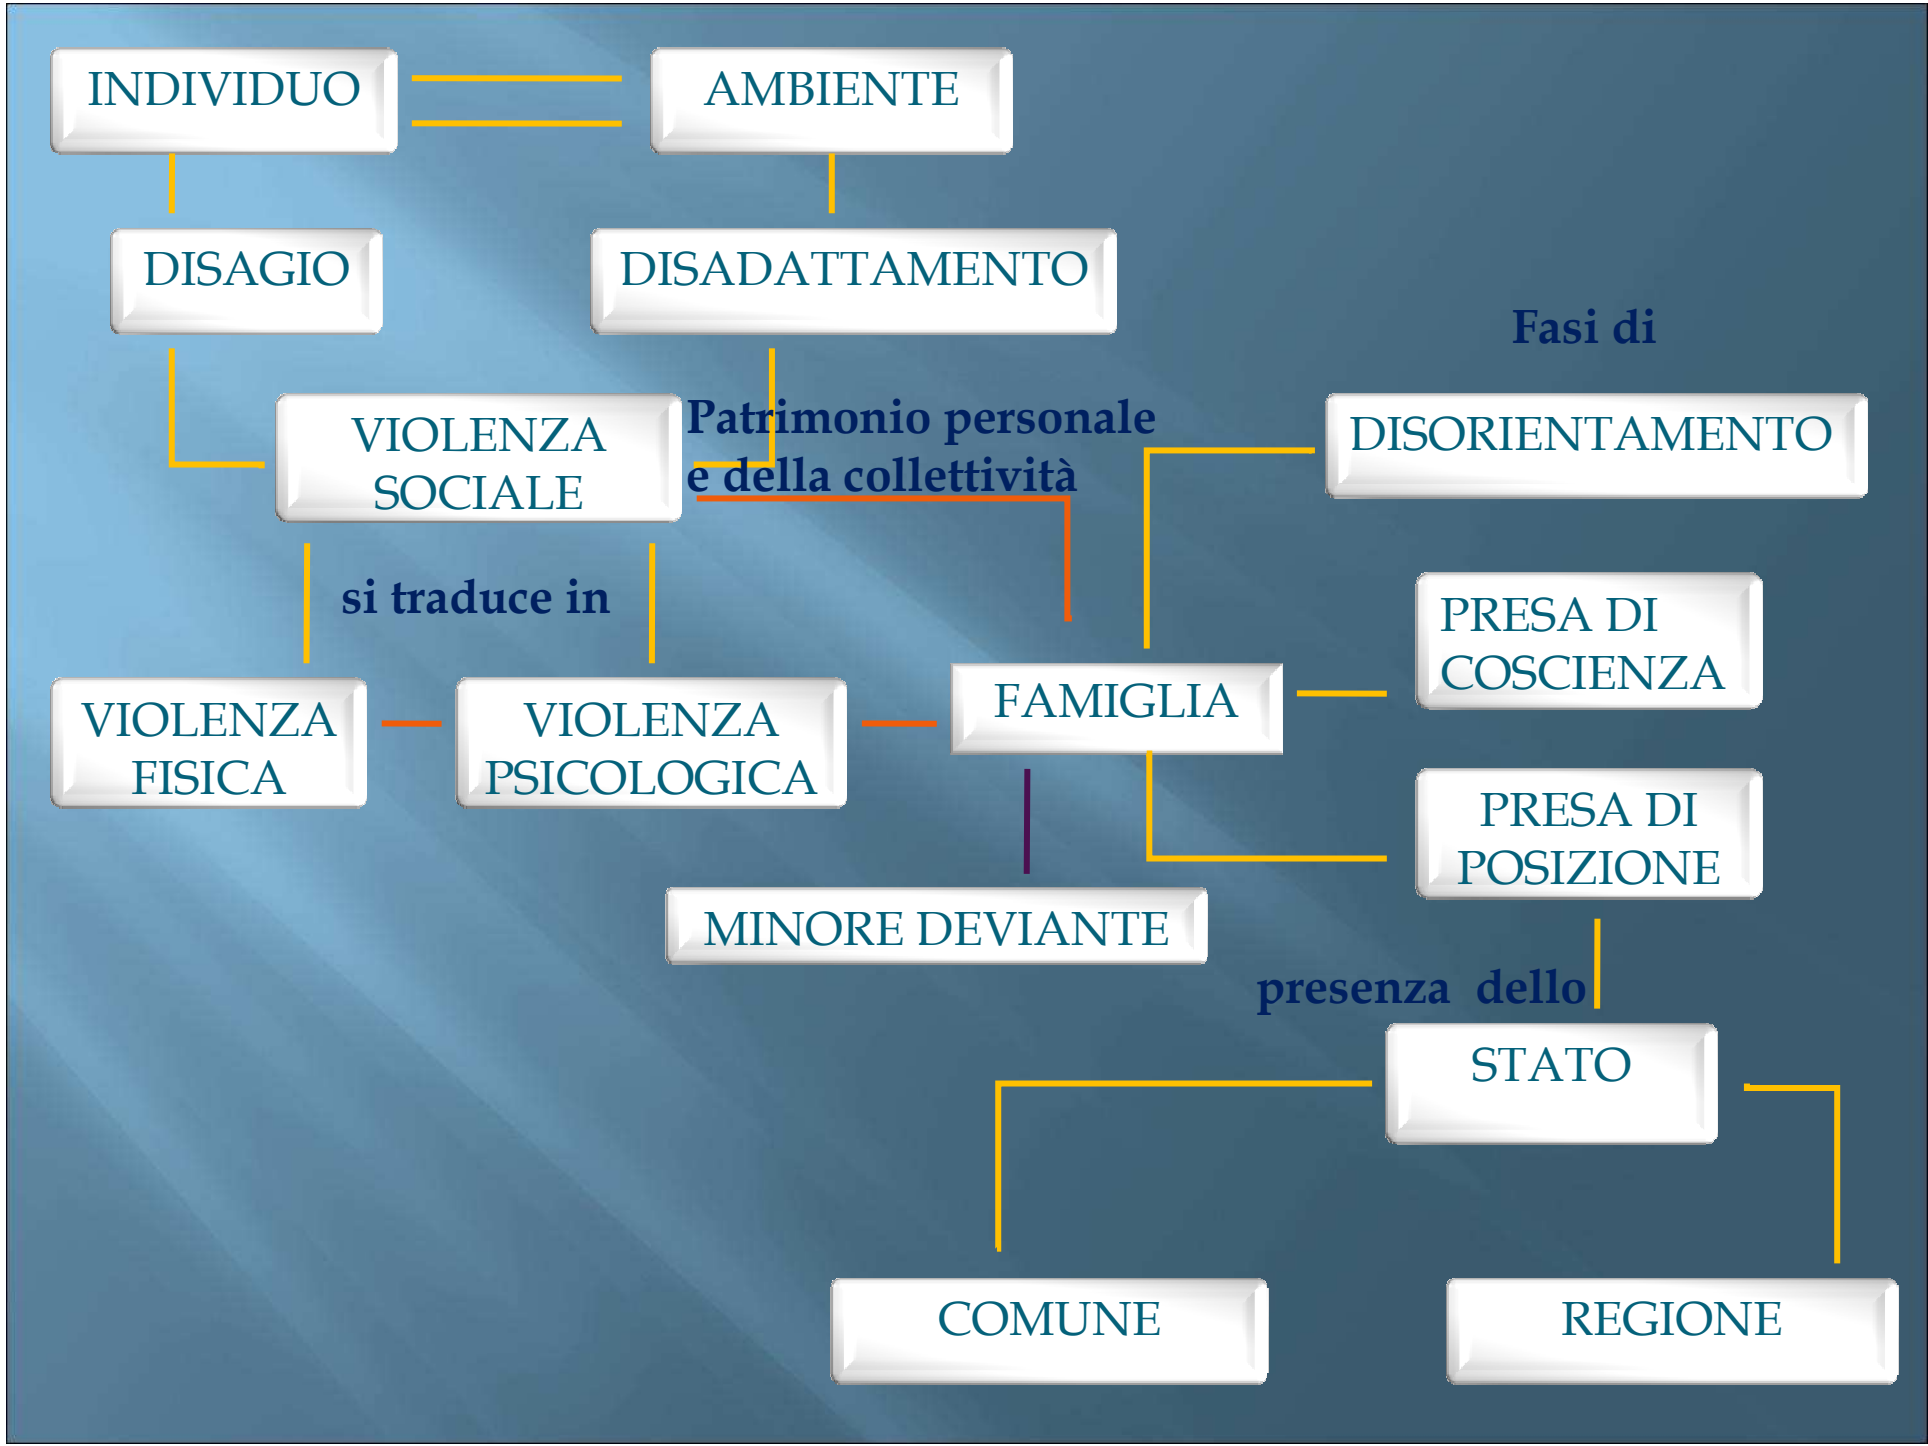 INDIVIDUO
AMBIENTE
DISAGIO
DISADATTAMENTO
Fasi di
VIOLENZA
SOCIALE
Patrimonio personale
e della collettività
DISORIENTAMENTO
si traduce in
PRESA DI
COSCIENZA
VIOLENZA
FISICA
VIOLENZA
PSICOLOGICA
FAMIGLIA
PRESA DI
POSIZIONE
MINORE DEVIANTE
presenza dello
STATO
COMUNE
REGIONE